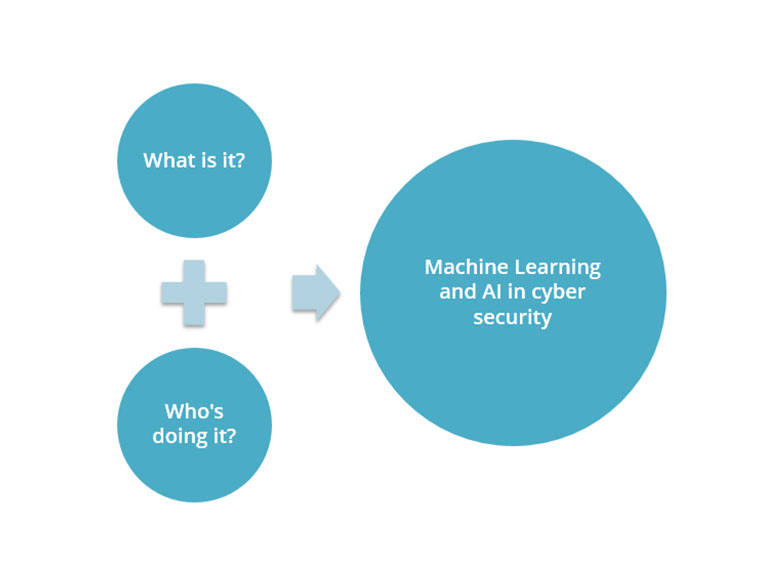 What is it?
Who's
doing it?
Machine Learning
and AI in cyber
security